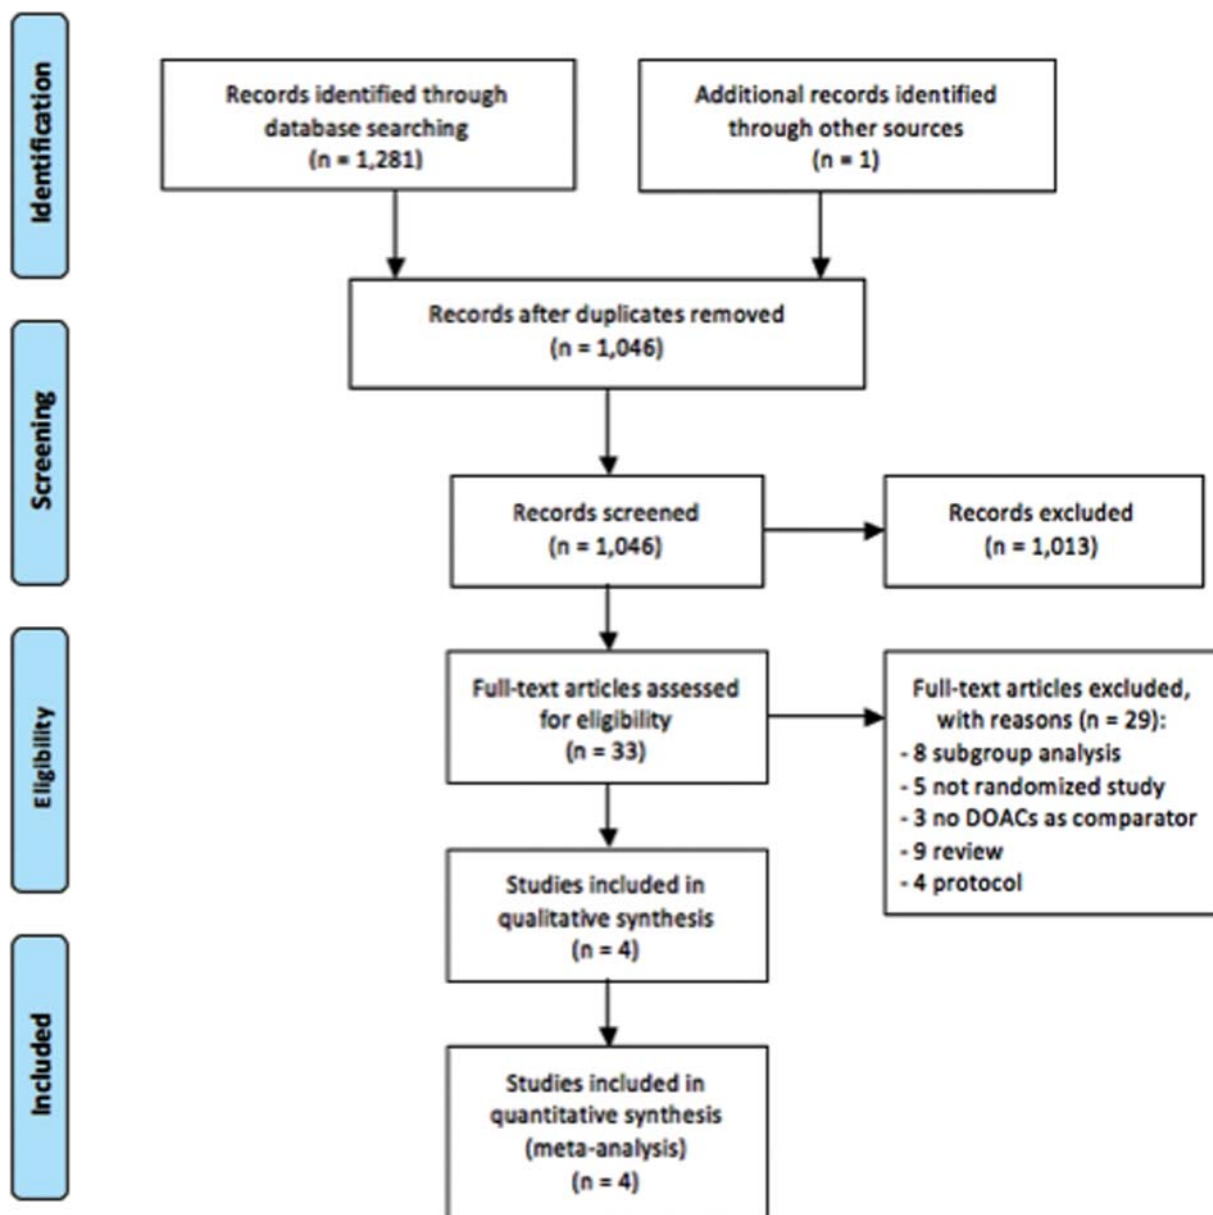 Identification
Records identified through
database searching
(n = 1,281)
Additional records identified
through other sources
(n = 1)
Records after duplicates removed
(n = 1,046)
Screening
Records screened
(n = 1,046)
Records excluded
(n = 1,013)
Eligibility
Full-text articles assessed
for eligibility
(n = 33)
Full-text articles excluded,
with reasons (n = 29):
- 8 subgroup analysis
- 5 not randomized study
- 3 no DOACs as comparator
- 9 review
- 4 protocol
Studies included in
qualitative synthesis
(n = 4)
Included
Studies included in
quantitative synthesis
(meta-analysis)
(n = 4)